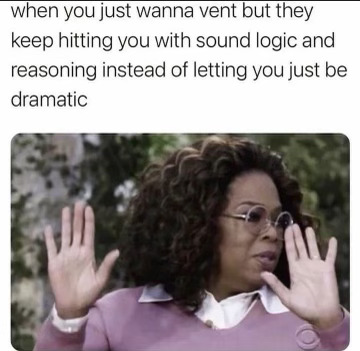 when you just wanna vent but they
keep hitting you with sound logic and
reasoning instead of letting you just be
dramatic